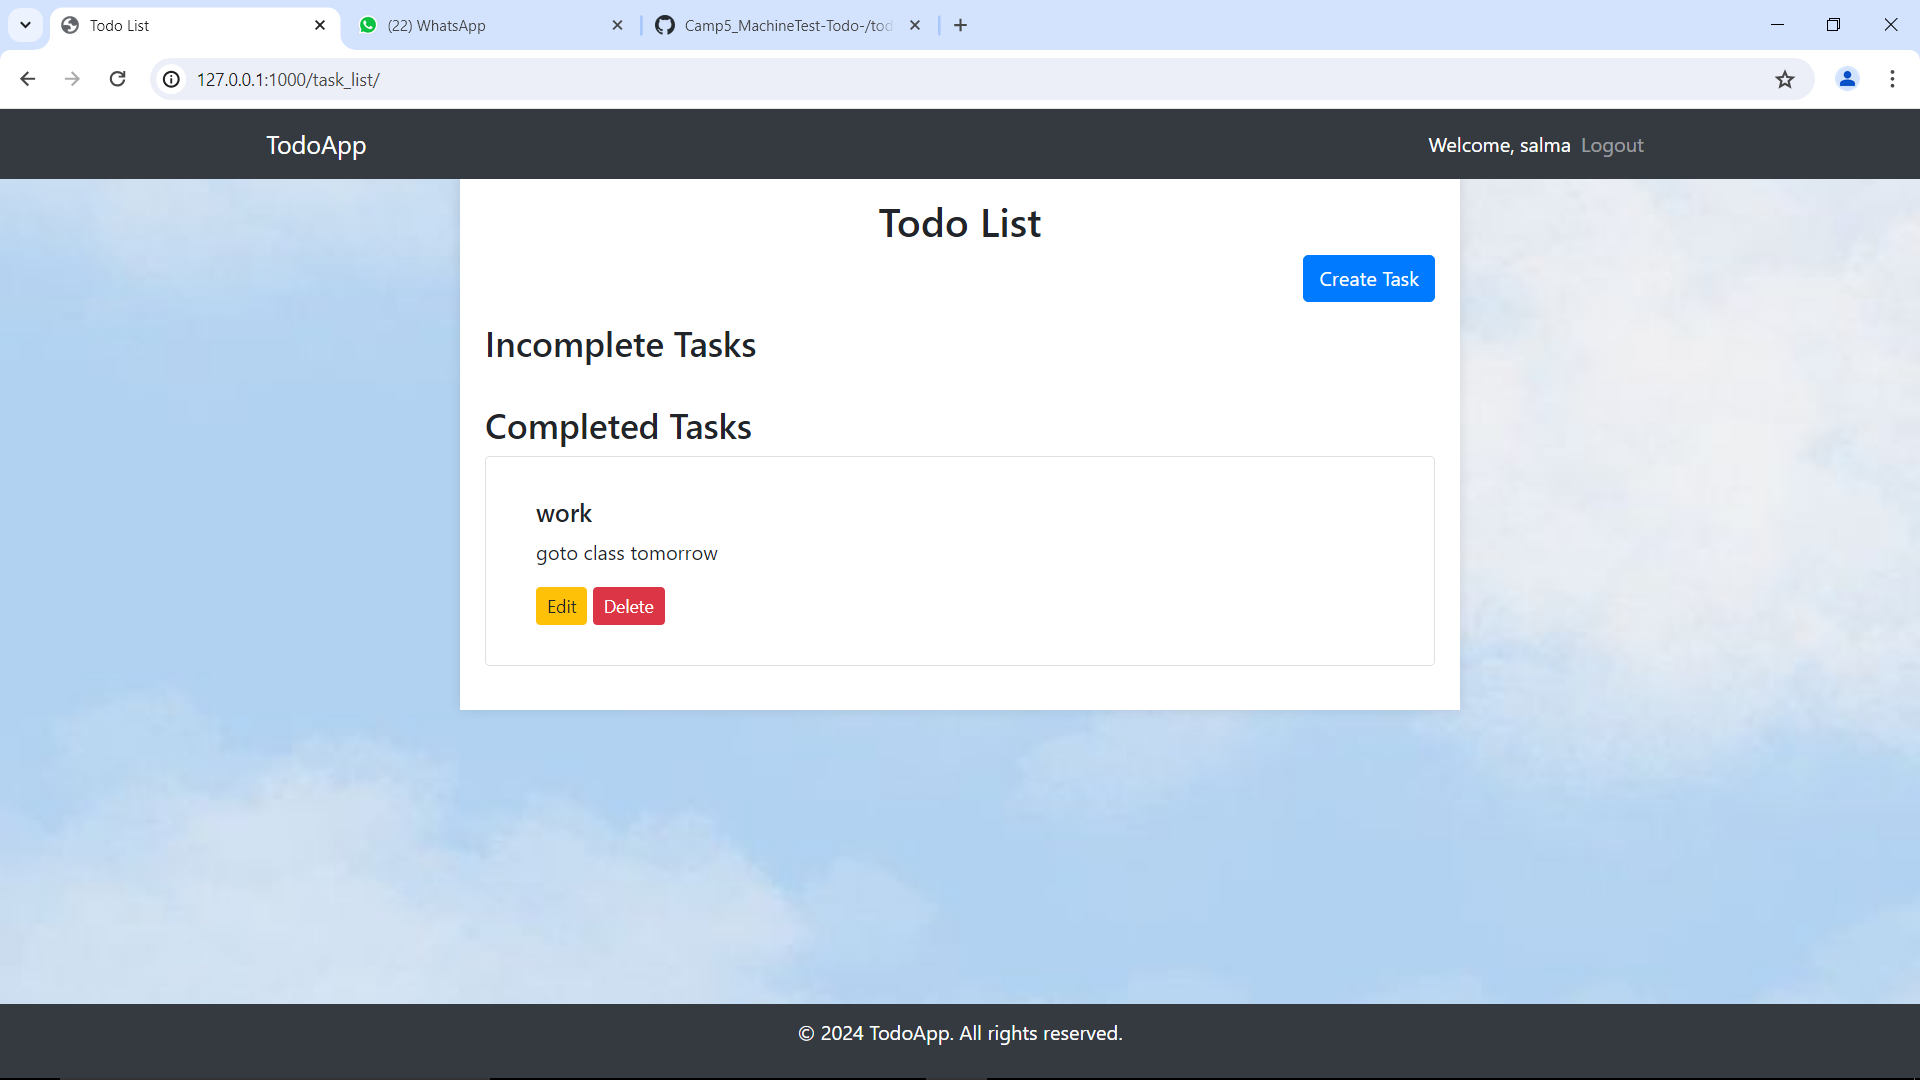 Todo List
(22) WhatsApp
Camp5_MachineTest-Todo-/tod
127.0.0.1:1000/task_list/
TodoApp
Welcome, salma Logout
Todo List
Create Task
Incomplete Tasks
Completed Tasks
work
goto class tomorrow
Edit Delete
© 2024 TodoApp. All rights reserved.